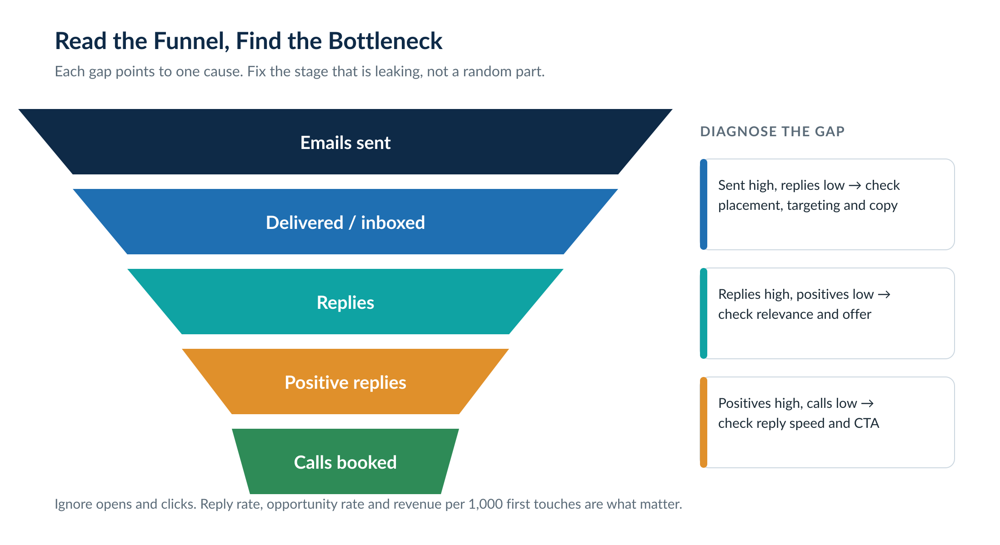 Read the Funnel, Find the Bottleneck
Each gap points to one cause. Fix the stage that is leaking, not a random part.
Emails sent
Delivered / inboxed
Replies
Positive replies
Calls booked
DIAGNOSE THE GAP
Sent high, replies low → check
placement, targeting and copy
Replies high, positives low →
check relevance and offer
Positives high, calls low →
check reply speed and CTA
Ignore opens and clicks. Reply rate, opportunity rate and revenue per 1,000 first touches are what matter.